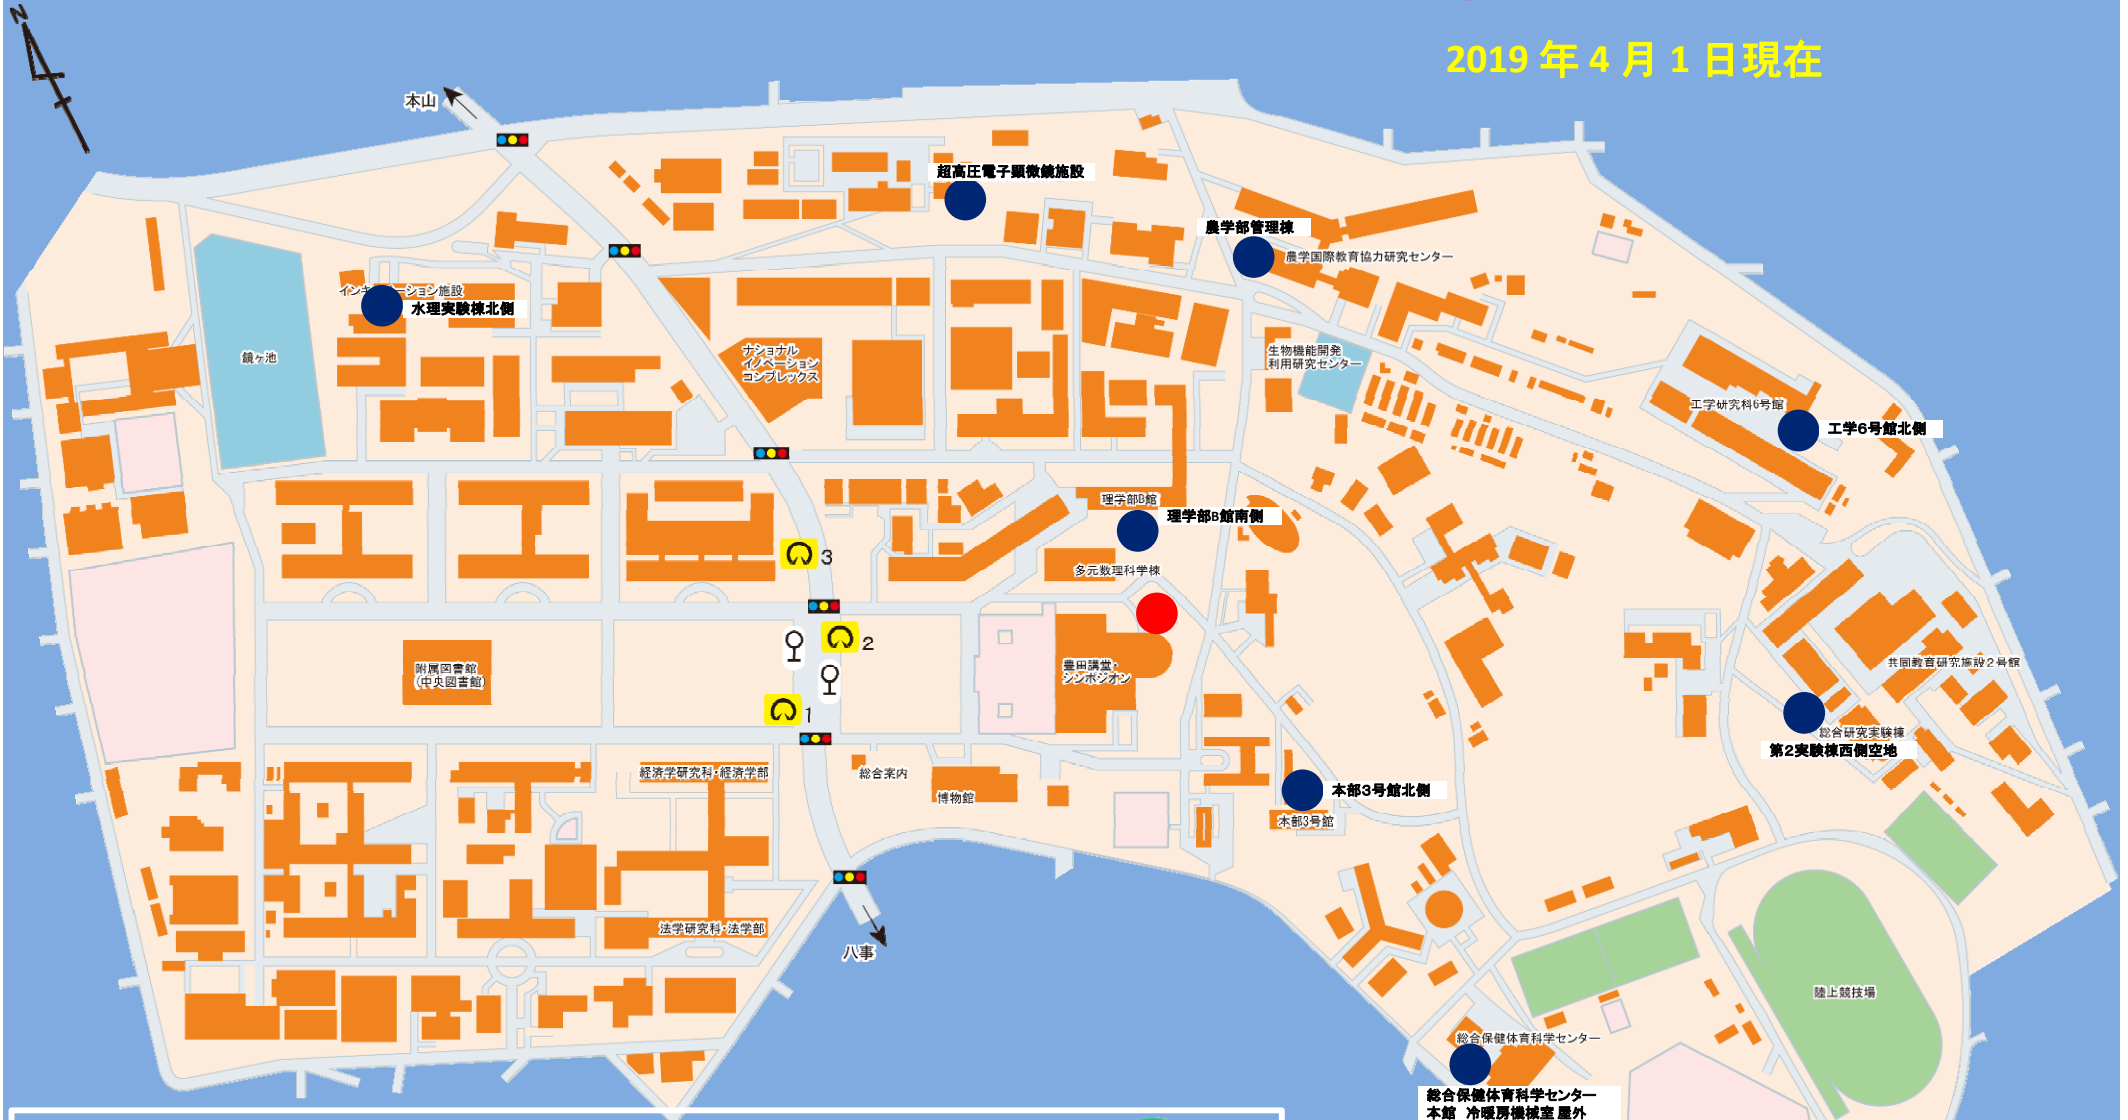 N
2019 年 4 月 1 日現在
本山
超高圧電子顕微鏡施設
農学部管理棟
農学国際教育協力研究センター
ション施設
水理実験棟北側
鏡ヶ池
ナショナル
イノベーション
コンプレックス
生物機能開発
利用研究センター
工学研究科6号館
工学6号館北側
理学部B館
理学部B館南側
3
多元数理科学棟
2
附属図書館
(中央図書館)
豊田講堂・
シンポジオン
共同教育研究施設2号館
1
総合研究実験棟
第2実験棟西側空地
経済学研究科・経済学部
総合案内
博物館
本部3号館北側
本部3号館
法学研究科・法学部
八事
陸上競技場
総合保健体育科学センター
総合保健体育科学センター
本館 冷暖房機械室屋外